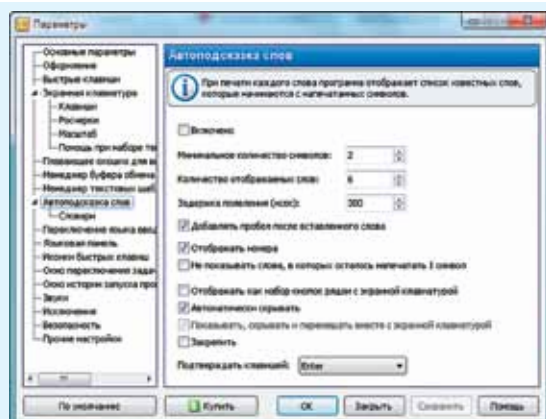 Параметры
Основные параметры
Оформление
Быстрые клавиши
Экранная клавиатура
Клавиши
Росчерки
Масштаб
Помощь при наборе те
Плавающее окошко для в
Менеджер буфера обмена
Менеджер текстовых шаб
Автоподсказка слов
Словари
Переключение языка ввод
Языковая панель
Иконки быстрых клавиш
Окно переключения задач
Окно истории запуска про
Звуки
Исключения
Безопасность
Прочие настройки
Автоподсказка слов
При печати каждого слова программа отображает список известных слов,
которые начинаются с напечатанных символов.
Включено
Минимальное количество символов: 2
Количество отображаемых слов: 6
Задержка появления (мсек): 300
Добавлять пробел после вставленного слова
Отображать номера
Не показывать слова, в которых осталось напечатать 1 символ
Отображать как набор кнопок рядом с экранной клавиатурой
Автоматически скрывать
Показывать, скрывать и перемещать вместе с экранной клавиатурой
Закрепить
Подтверждать клавишей: Enter
По умолчанию
Купить
OK
Закрыть
Сохранить
Помощь